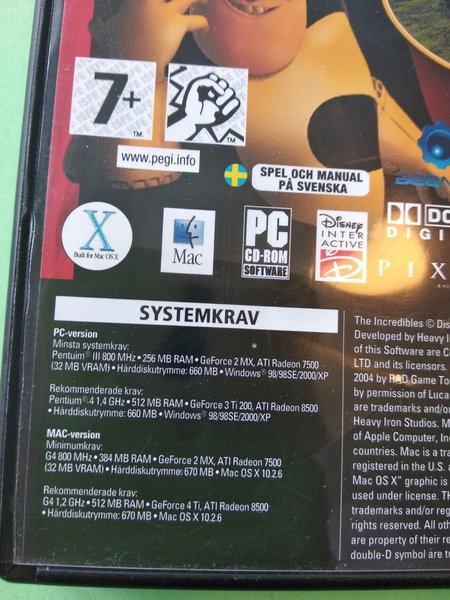 7+
TM
TM
www.pegi.info
SPEL OCH MANUAL
PÅ SVENSKA
X
Built for Mac OS X
TM
Mac
PC
CD-ROM
SOFTWARE
DISNEY
INTER
ACTIVE
D
DIGI
PIX
SYSTEMKRAV
PC-version
Minsta systemkrav:
Pentuim® III 800 MHz • 256 MB RAM • GeForce 2 MX, ATI Radeon 7500
(32 MB VRAM) • Hårddiskutrymme: 660 MB • Windows® 98/98SE/2000/XP
Rekommenderade krav:
Pentium®4 1,4 GHz • 512 MB RAM • GeForce 3 Ti 200, ATI Radeon 8500
• Hårddiskutrymme: 660 MB • Windows® 98/98SE/2000/XP
MAC-version
Minimumkrav:
G4 800 MHz • 384 MB RAM • GeForce 2 MX, ATI Radeon 7500
(32 MB VRAM) • Hårddiskutrymme: 670 MB • Mac OS X 10.2.6
Rekommenderade krav:
G4 1,2 GHz • 512 MB RAM • GeForce 4 Ti, ATI Radeon 8500
• Hårddiskutrymme: 670 MB • Mac OS X 10.2.6
The Incredibles © Dis
Developed by Heavy I
of this Software are C
LTD and its licensors.
2004 by RAD Game To
by permission of Luca
are trademarks and/o
Heavy Iron Studios. M
of Apple Computer, In
countries. Mac is a tra
registered in the U.S. a
Mac OS X" graphic is
used under license. TH
trademarks and/or reg
rights reserved. All oth
are property of their re
double-D symbol are tr